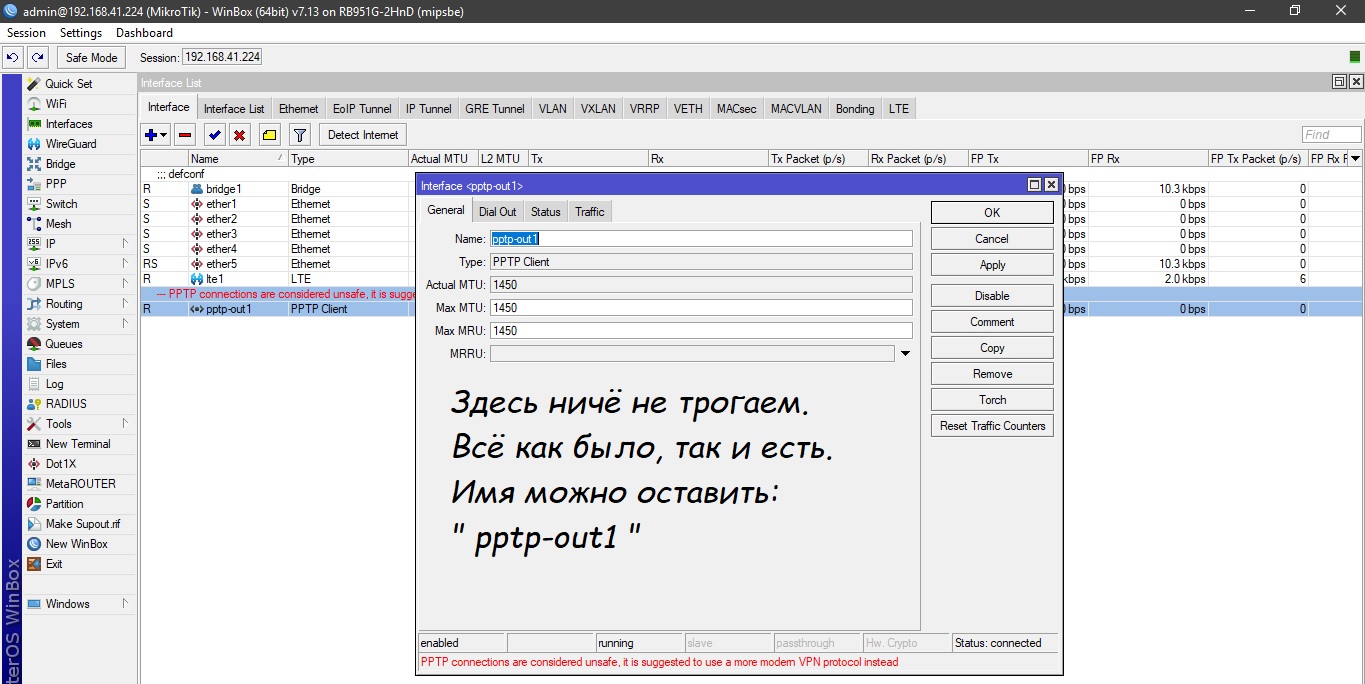 admin@192.168.41.224 (MikroTik) - WinBox (64bit) v7.13 on RB951G-2HnD (mipsbe)
Session Settings Dashboard
Safe Mode Session: 192.168.41.224
Quick Set
WiFi
Interfaces
WireGuard
Bridge
PPP
Switch
Mesh
IP
IPv6
MPLS
Routing
System
Queues
Files
Log
RADIUS
Tools
New Terminal
Dot1X
MetaROUTER
Partition
Make Supout.rif
New WinBox
Exit
Windows
terOS WinBox
Interface List
Interface Interface List Ethernet EoIP Tunnel IP Tunnel GRE Tunnel VLAN VXLAN VRRP VETH MACsec MACVLAN Bonding LTE
Detect Internet Find
Name Type Actual MTU L2 MTU Tx Rx Tx Packet (p/s) Rx Packet (p/s) FP Tx FP Rx FP Tx Packet (p/s) FP Rx F
;;; defconf
R bridge1 Bridge 0 bps 10.3 kbps 0
S ether1 Ethernet 0 bps 0 bps 0
S ether2 Ethernet 0 bps 0 bps 0
S ether3 Ethernet 0 bps 0 bps 0
S ether4 Ethernet 0 bps 0 bps 0
RS ether5 Ethernet 0 bps 10.3 kbps 0
R lte1 LTE kbps 2.0 kbps 6
--- PPTP connections are considered unsafe, it is sugge
R pptp-out1 PPTP Client 0 bps 0 bps 0
Interface <pptp-out1>
General Dial Out Status Traffic
Name: pptp-out1
Type: PPTP Client
Actual MTU: 1450
Max MTU: 1450
Max MRU: 1450
MRRU:
Здесь ничё не трогаем.
Всё как было, так и есть.
Имя можно оставить:
" pptp-out1 "
OK
Cancel
Apply
Disable
Comment
Copy
Remove
Torch
Reset Traffic Counters
enabled running slave passthrough Hw. Crypto Status: connected
PPTP connections are considered unsafe, it is suggested to use a more modern VPN protocol instead